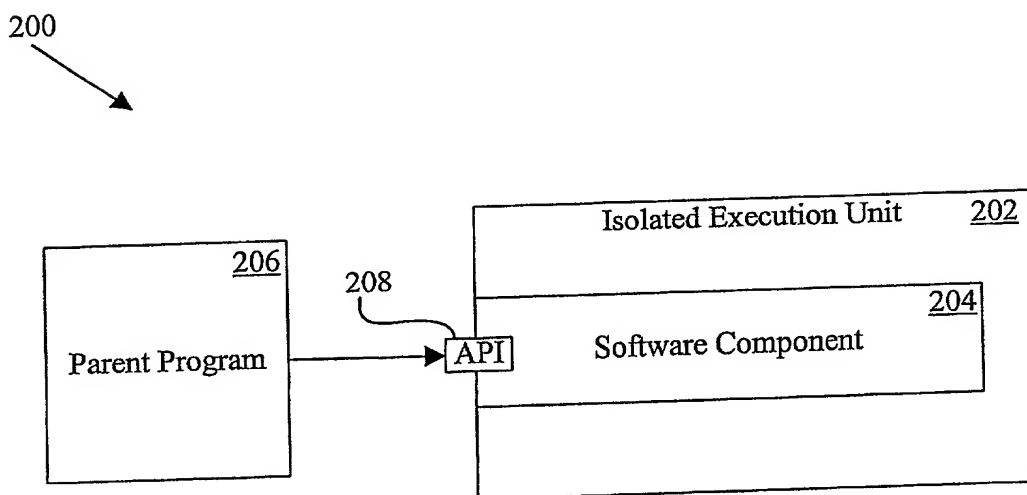 200
Isolated Execution Unit 202
206
208
204
Parent Program
API
Software Component